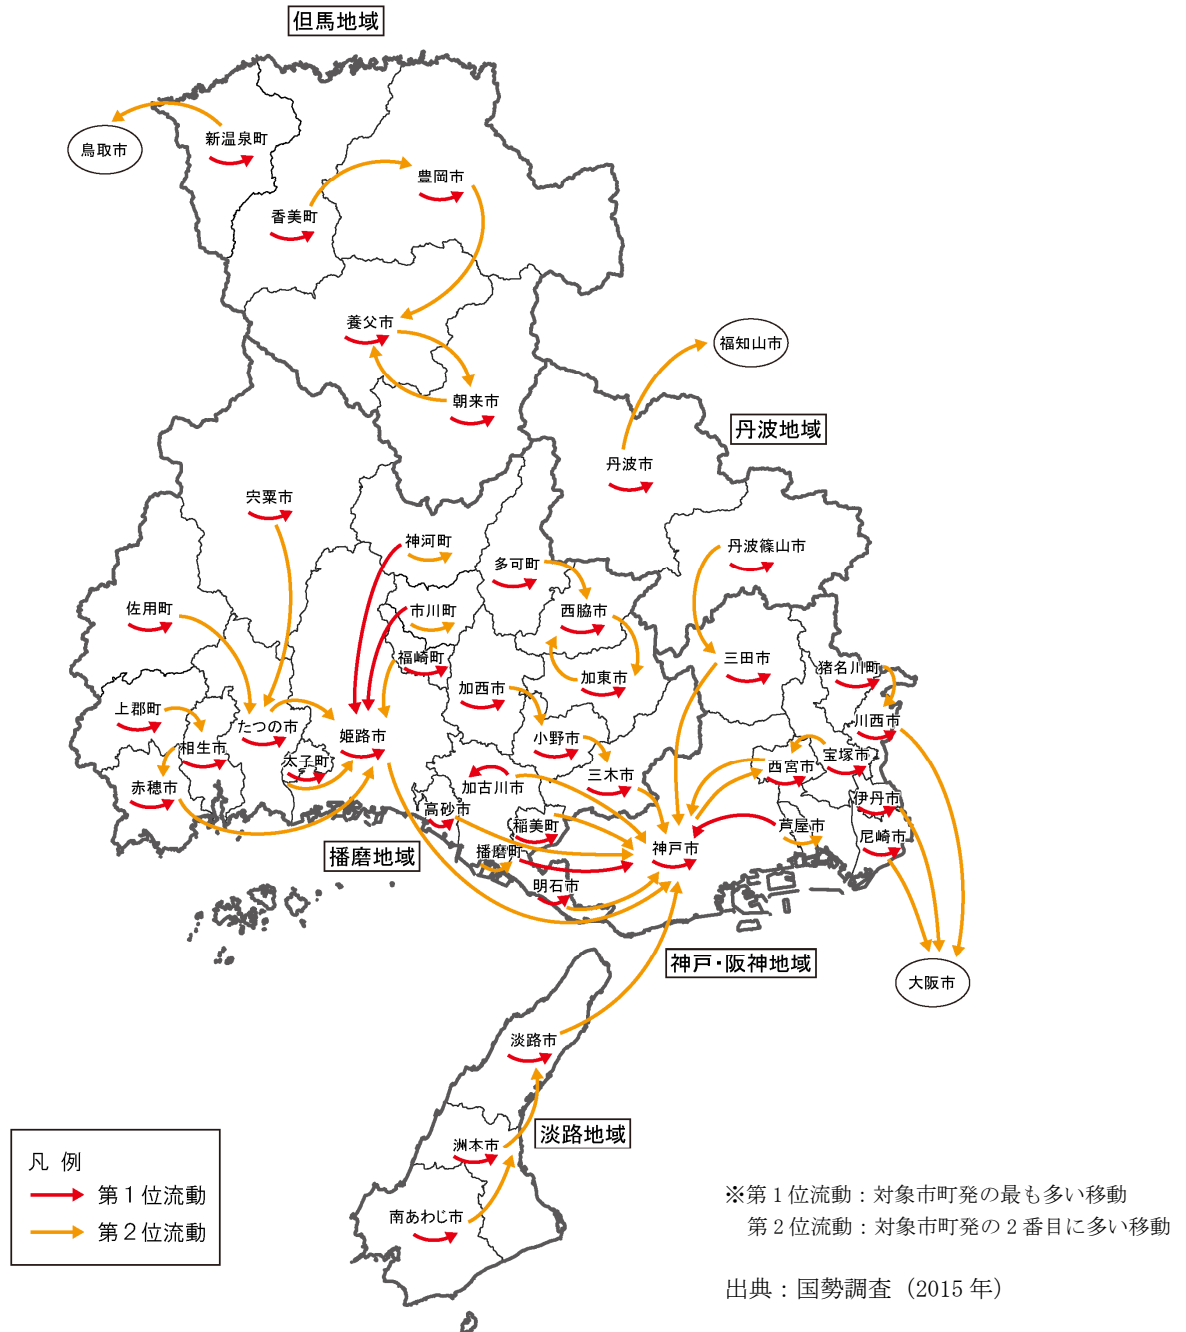 但馬地域
鳥取市
新温泉町
豊岡市
香美町
養父市
福知山市
朝来市
丹波地域
丹波市
宍粟市
神河町
丹波篠山市
多可町
佐用町
市川町
西脇市
福崎町
三田市
猪名川町
加東市
加西市
上郡町
川西市
たつの市
姫路市
小野市
相生市
宝塚市
太子町
西宮市
三木市
赤穂市
加古川市
伊丹市
高砂市
稲美町
芦屋市
尼崎市
播磨町
神戸市
播磨地域
明石市
神戸・阪神地域
大阪市
淡路市
淡路地域
洲本市
南あわじ市
凡 例
第1位流動
第2位流動
※第1位流動:対象市町発の最も多い移動
第2位流動:対象市町発の2番目に多い移動
出典:国勢調査(2015年)